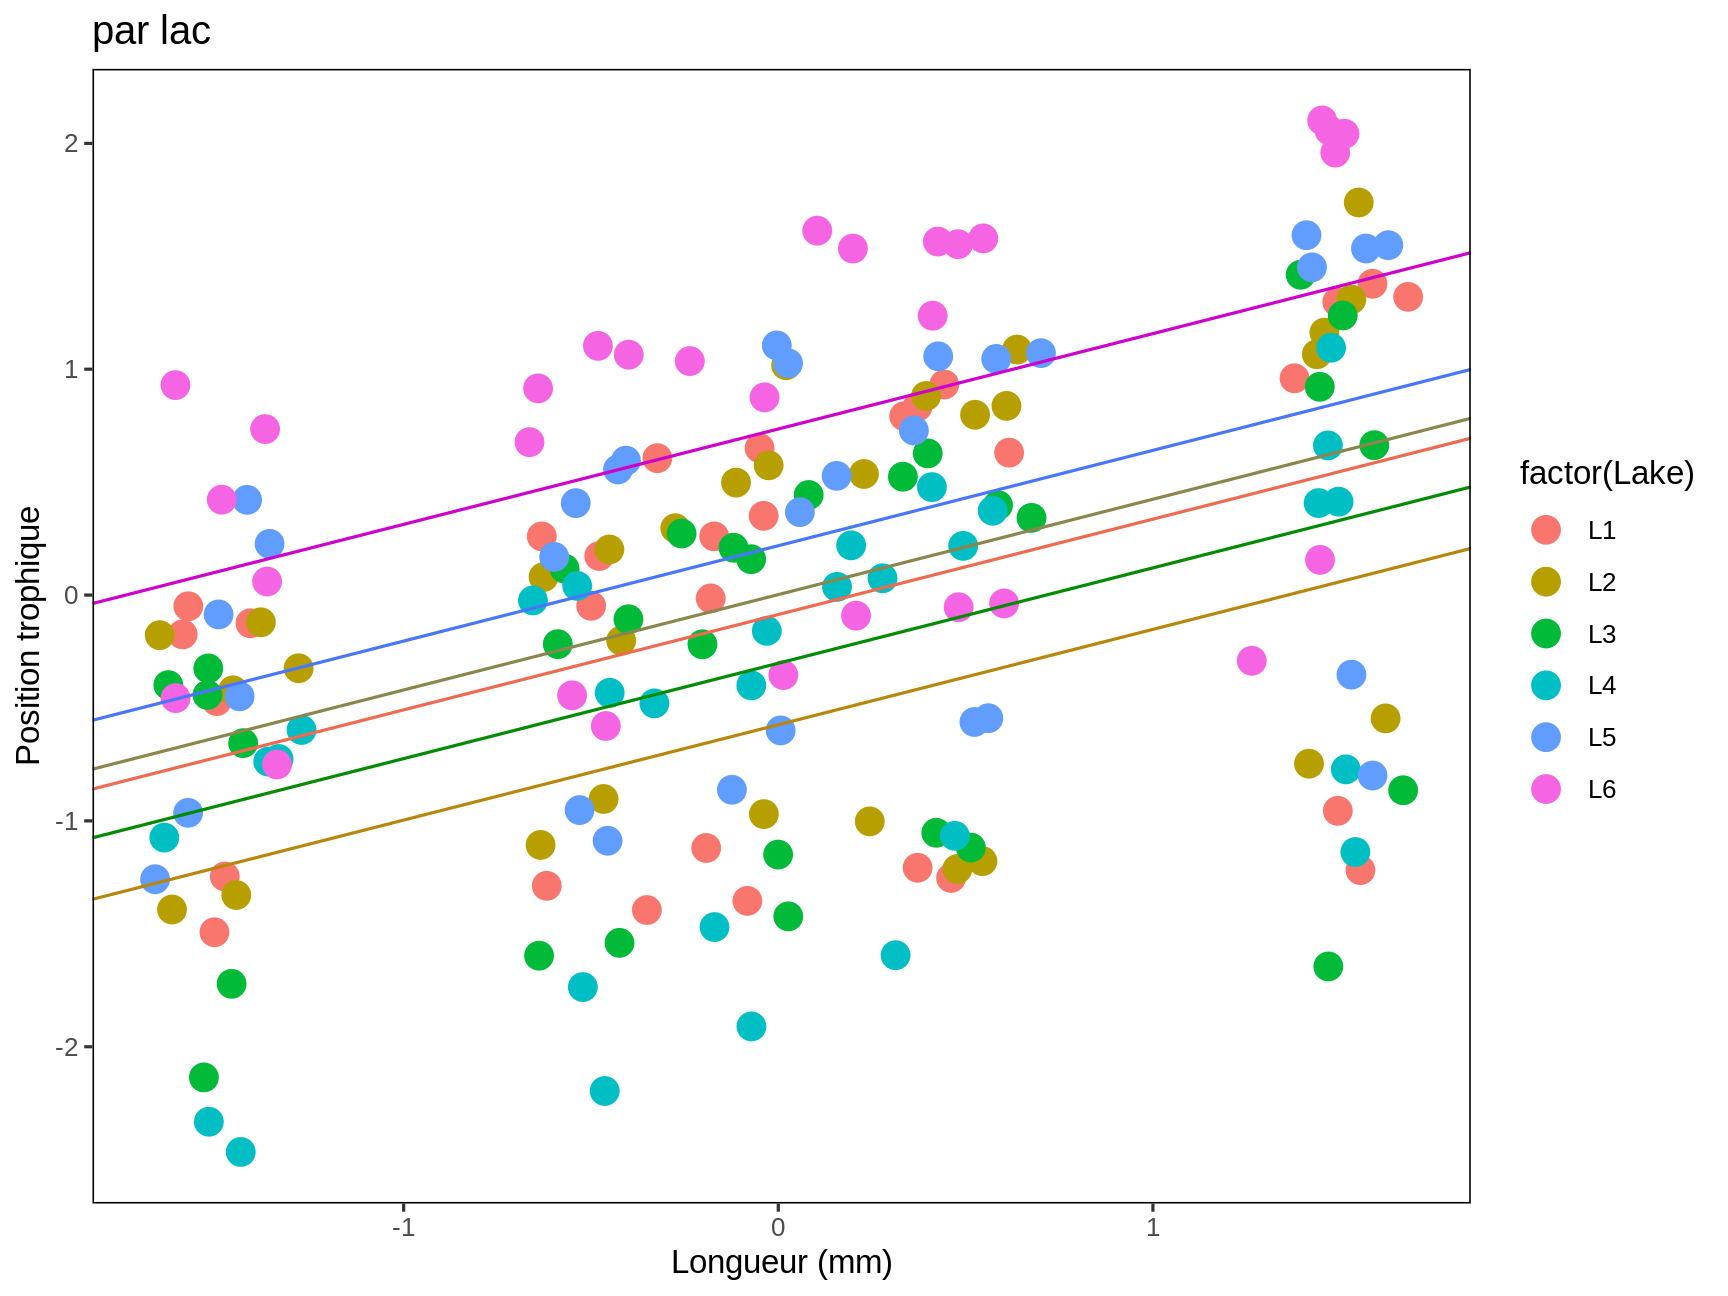 par lac
Position trophique
2
1
0
-1
-2
-1
0
1
Longueur (mm)
factor(Lake)
L1
L2
L3
L4
L5
L6